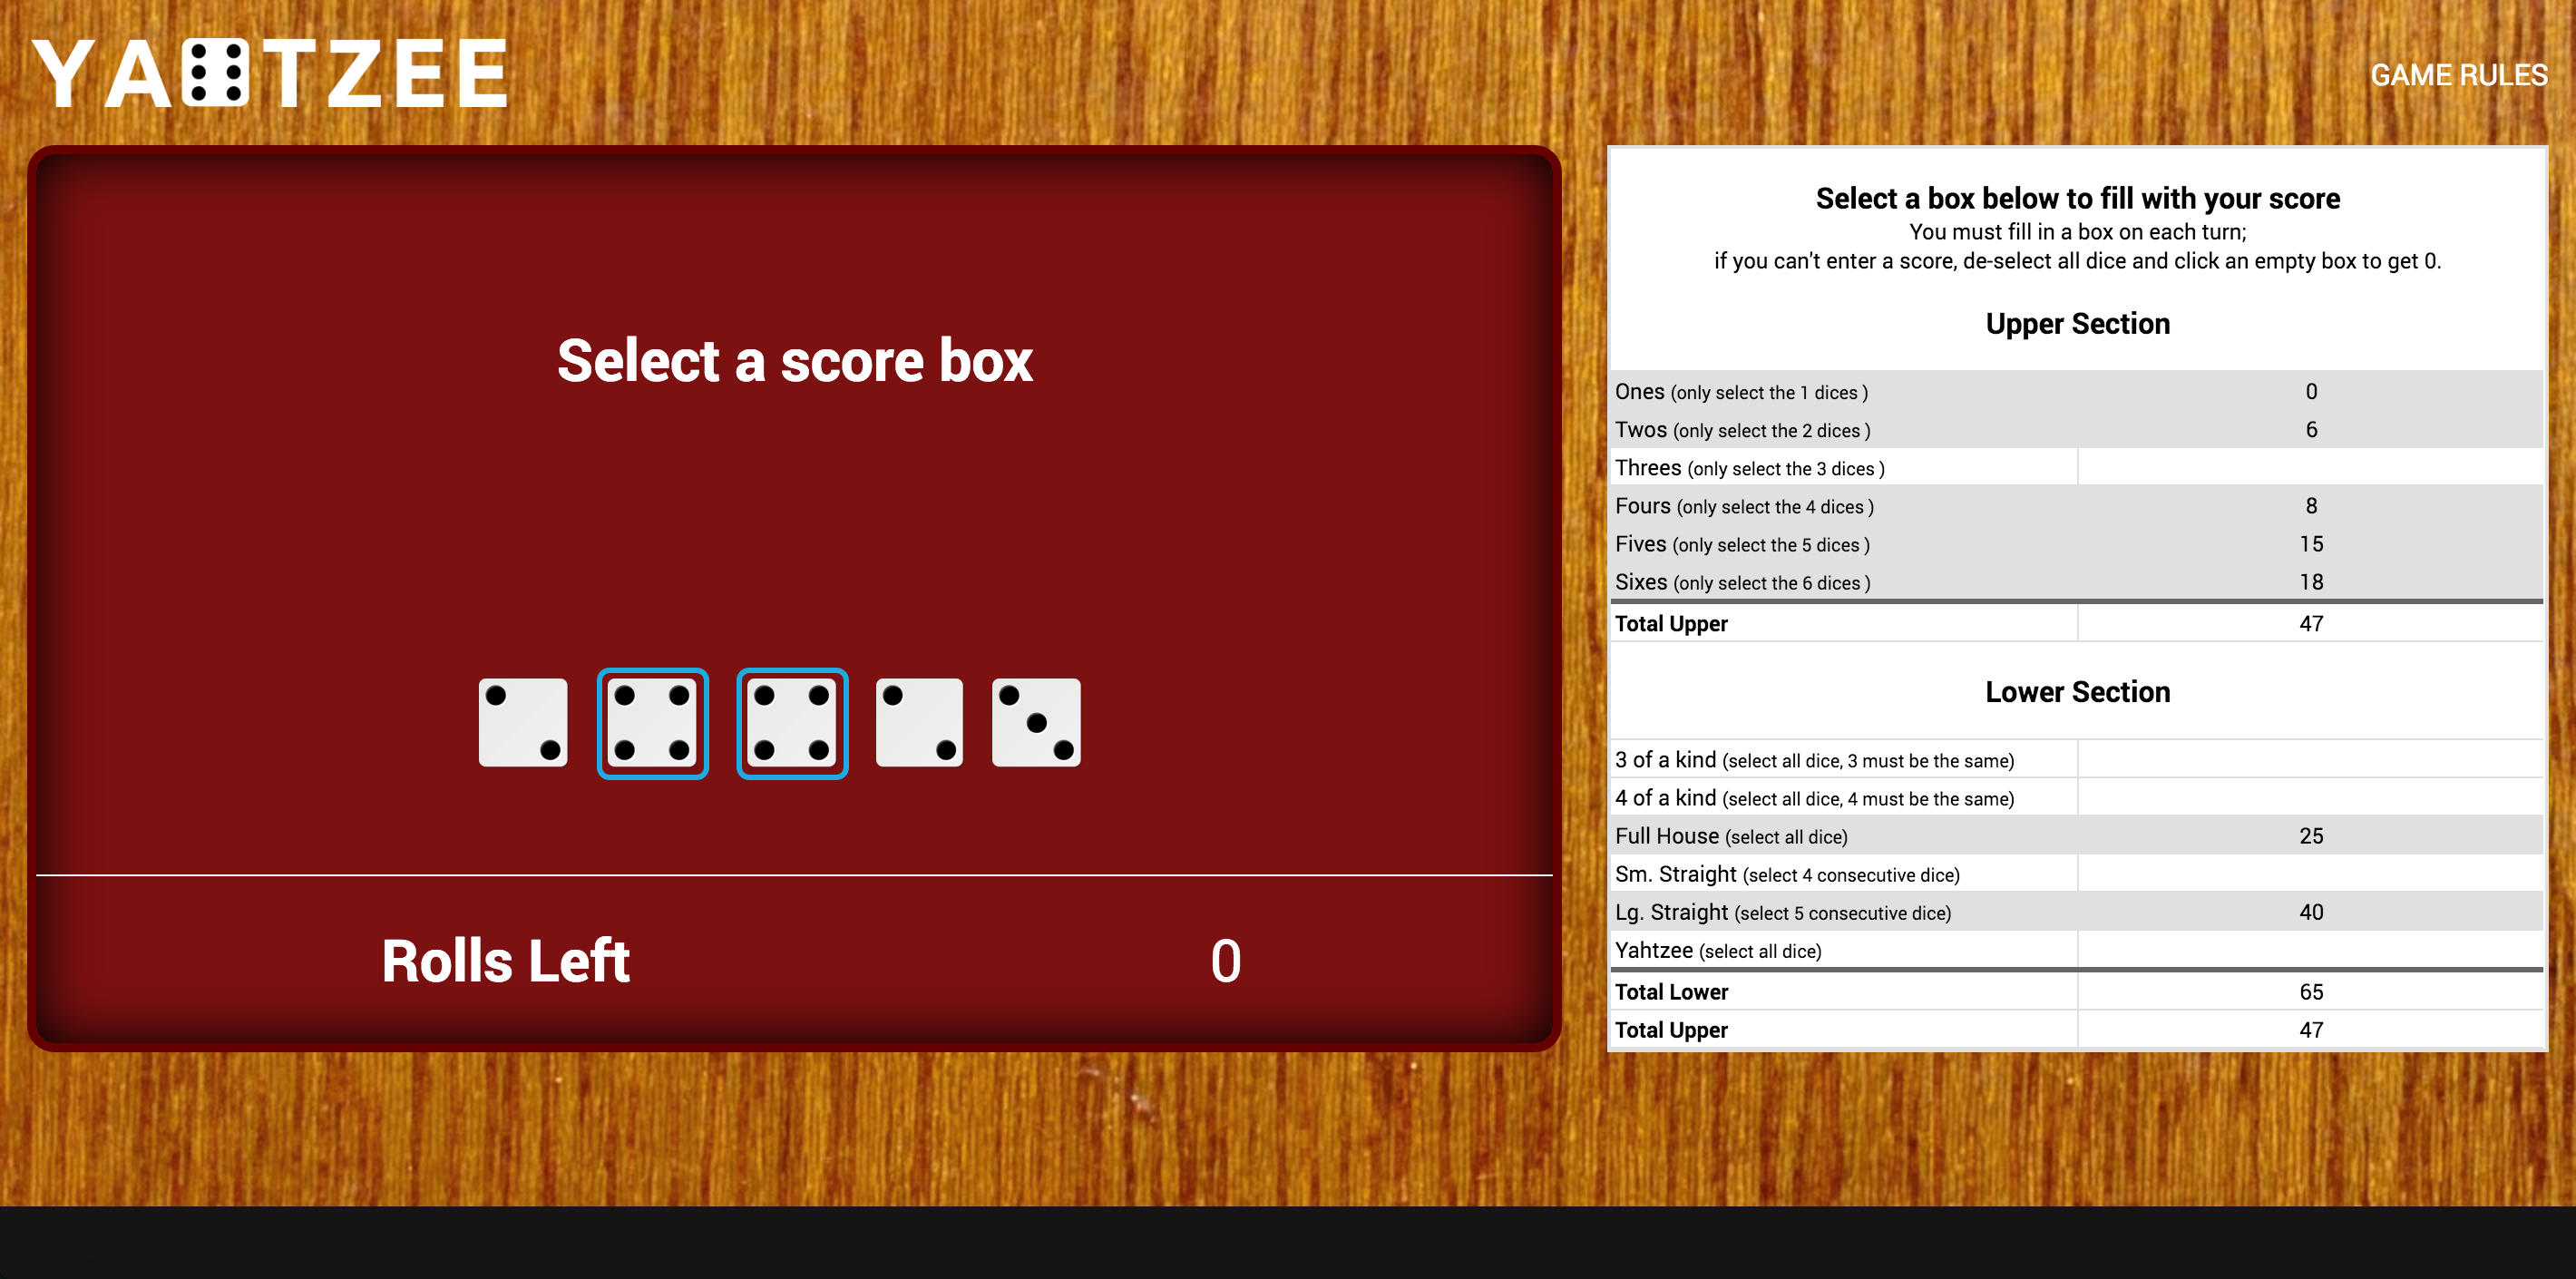 YAHTZEE
GAME RULES
Select a score box
Rolls Left 0
Select a box below to fill with your score
You must fill in a box on each turn;
if you can't enter a score, de-select all dice and click an empty box to get 0.
Upper Section
Ones (only select the 1 dices ) 0
Twos (only select the 2 dices ) 6
Threes (only select the 3 dices )
Fours (only select the 4 dices ) 8
Fives (only select the 5 dices ) 15
Sixes (only select the 6 dices ) 18
Total Upper 47
Lower Section
3 of a kind (select all dice, 3 must be the same)
4 of a kind (select all dice, 4 must be the same)
Full House (select all dice) 25
Sm. Straight (select 4 consecutive dice)
Lg. Straight (select 5 consecutive dice) 40
Yahtzee (select all dice)
Total Lower 65
Total Upper 47